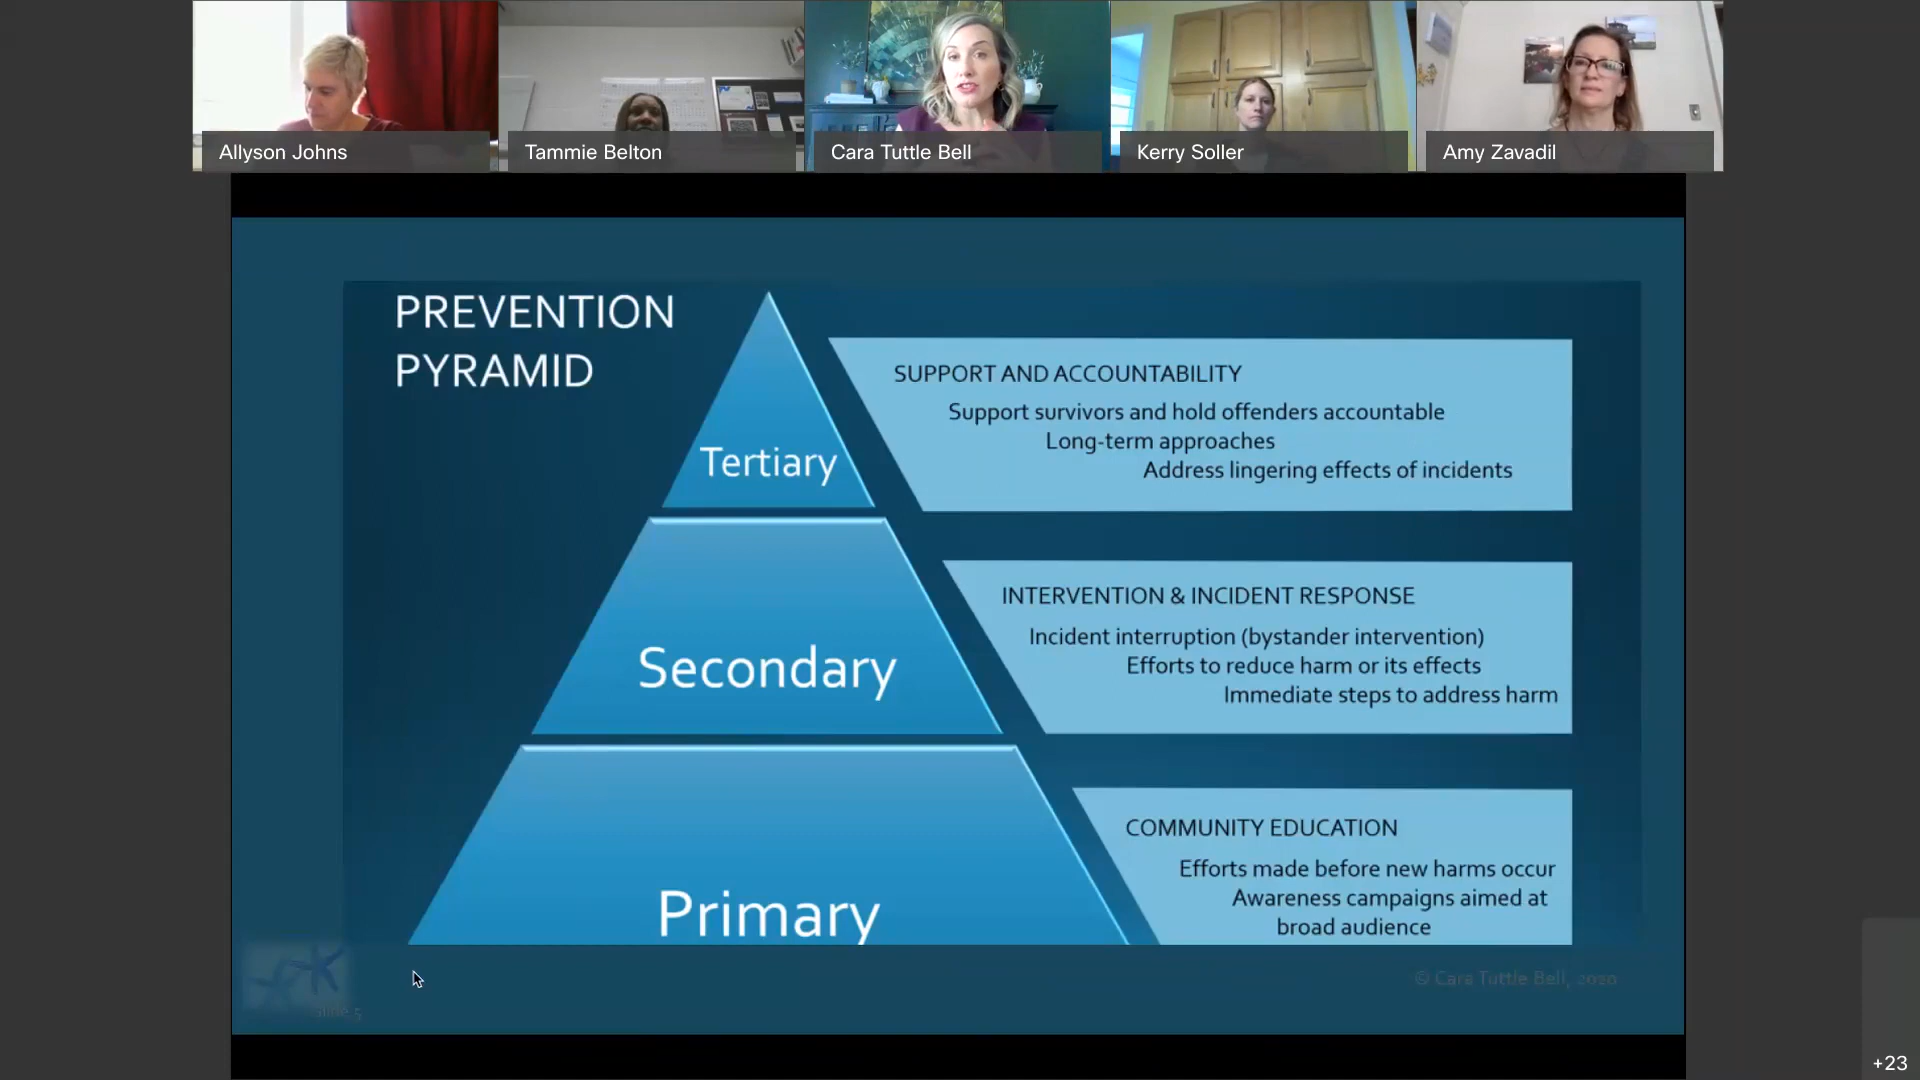 Allyson Johns
Tammie Belton
Cara Tuttle Bell
Kerry Soller
Amy Zavadil
PREVENTION
PYRAMID
Tertiary
SUPPORT AND ACCOUNTABILITY
Support survivors and hold offenders accountable
Long-term approaches
Address lingering effects of incidents
Secondary
INTERVENTION & INCIDENT RESPONSE
Incident interruption (bystander intervention)
Efforts to reduce harm or its effects
Immediate steps to address harm
Primary
COMMUNITY EDUCATION
Efforts made before new harms occur
Awareness campaigns aimed at
broad audience
© Cara Tuttle Bell, 2020
Slide 5
+23